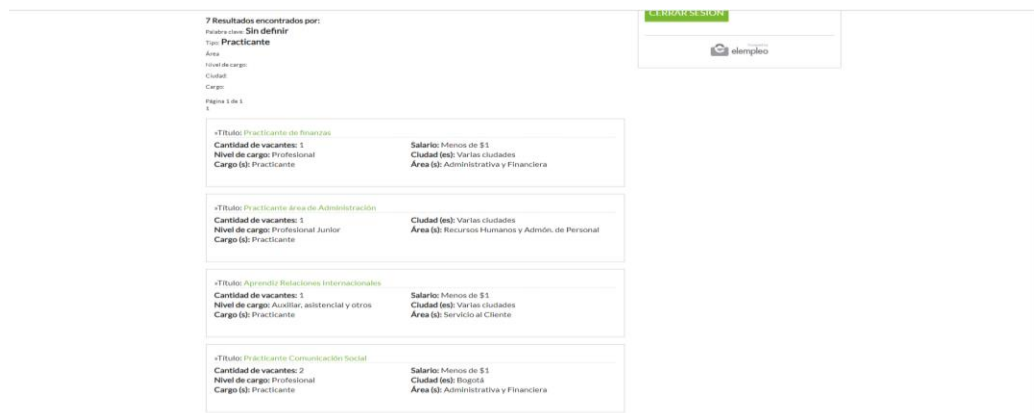 CERRAR SESIÓN
elempleo
7 Resultados encontrados por:
Palabra clave: Sin definir
Tipo: Practicante
Área
Nivel de cargo:
Ciudad:
Cargo:
Página 1 de 1
1
»Título: Practicante de finanzas
Cantidad de vacantes: 1
Salario: Menos de $1
Nivel de cargo: Profesional
Ciudad (es): Varias ciudades
Cargo (s): Practicante
Área (s): Administrativa y Financiera
»Título: Practicante área de Administración
Cantidad de vacantes: 1
Ciudad (es): Varias ciudades
Nivel de cargo: Profesional Junior
Área (s): Recursos Humanos y Admón. de Personal
Cargo (s): Practicante
»Título: Aprendiz Relaciones Internacionales
Cantidad de vacantes: 1
Salario: Menos de $1
Nivel de cargo: Auxiliar, asistencial y otros
Ciudad (es): Varias ciudades
Cargo (s): Practicante
Área (s): Servicio al Cliente
»Título: Prácticante Comunicación Social
Cantidad de vacantes: 2
Salario: Menos de $1
Nivel de cargo: Profesional
Ciudad (es): Bogotá
Cargo (s): Practicante
Área (s): Administrativa y Financiera